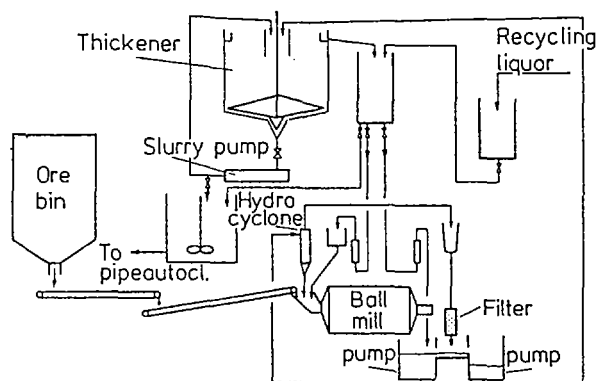 Thickener
Recycling
liquor
Slurry pump
Ore
bin
Hydro
cyclone
To
pipeautocl.
Ball
mill
Filter
pump
pump